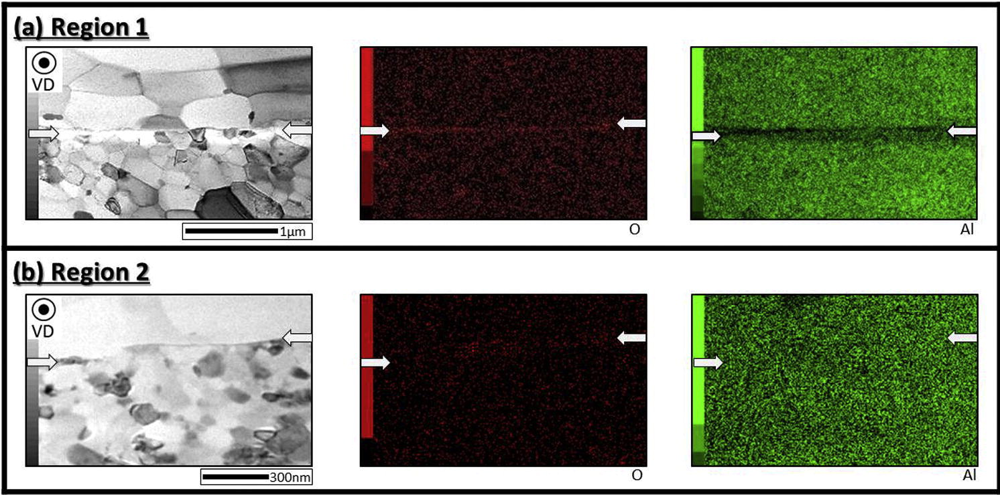 (a) Region 1
VD
1μm
O
Al
(b) Region 2
VD
300nm
O
Al